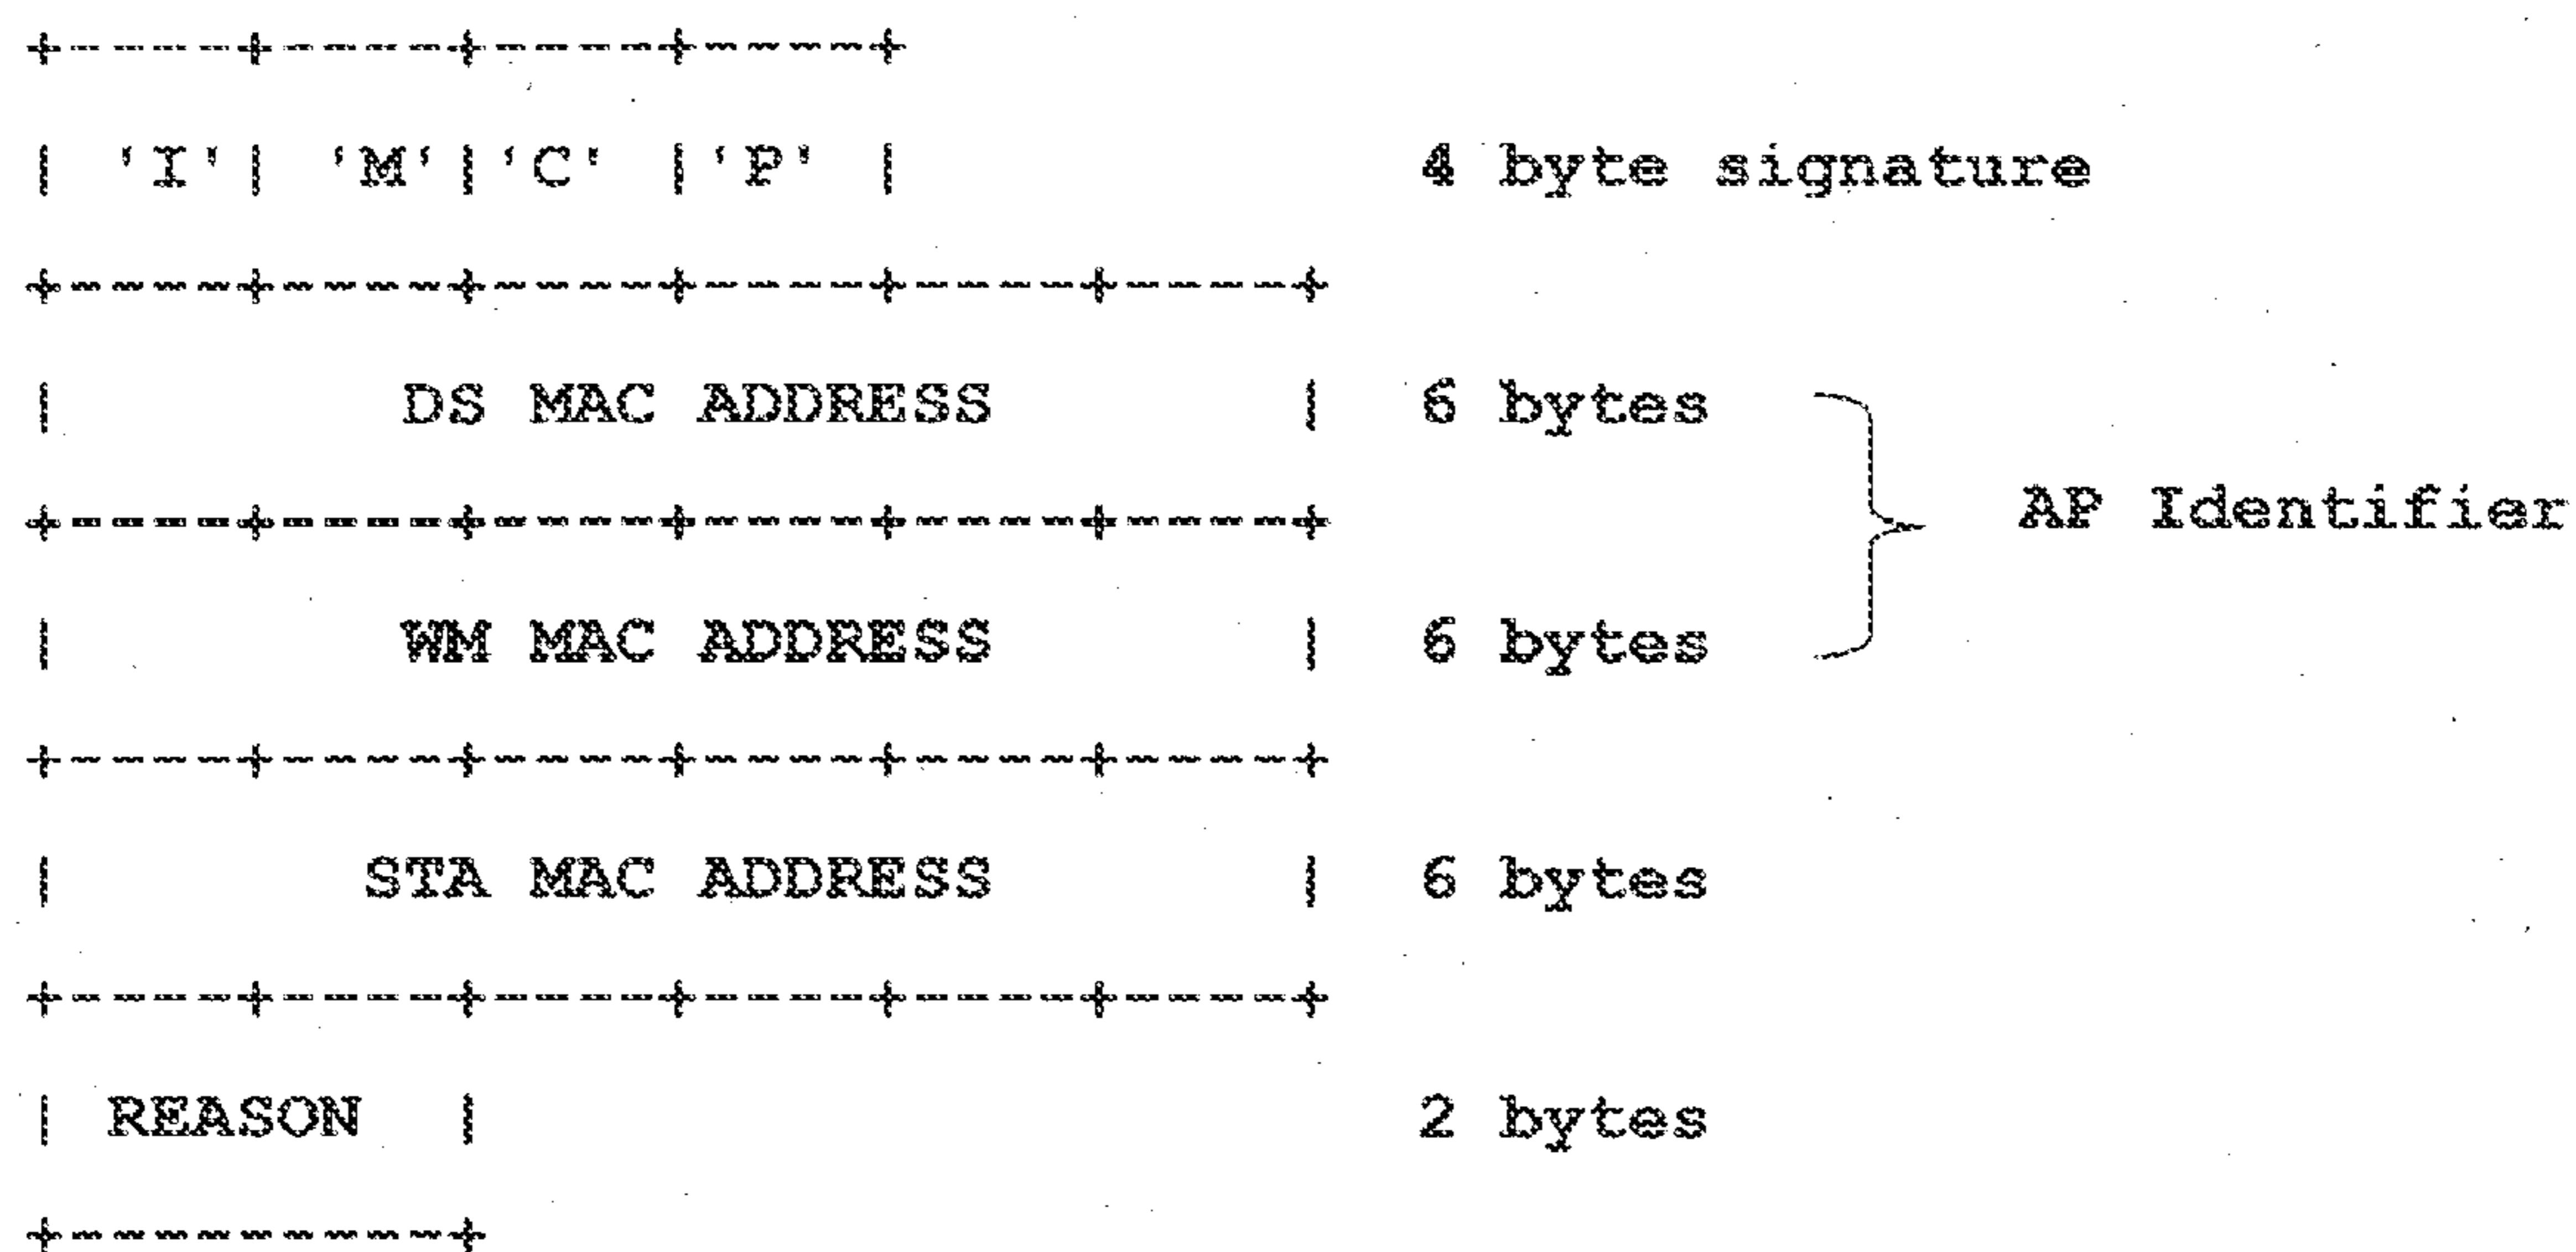 +-----+-----+-----+-----+
| 'I'| 'M'|'C' |'P' | 4 byte signature
+-----+-----+-----+-----+-----+-----+
| DS MAC ADDRESS | 6 bytes
+-----+-----+-----+-----+-----+-----+ AP Identifier
| WM MAC ADDRESS | 6 bytes
+-----+-----+-----+-----+-----+-----+
| STA MAC ADDRESS | 6 bytes
+-----+-----+-----+-----+-----+-----+
| REASON | 2 bytes
+----------+